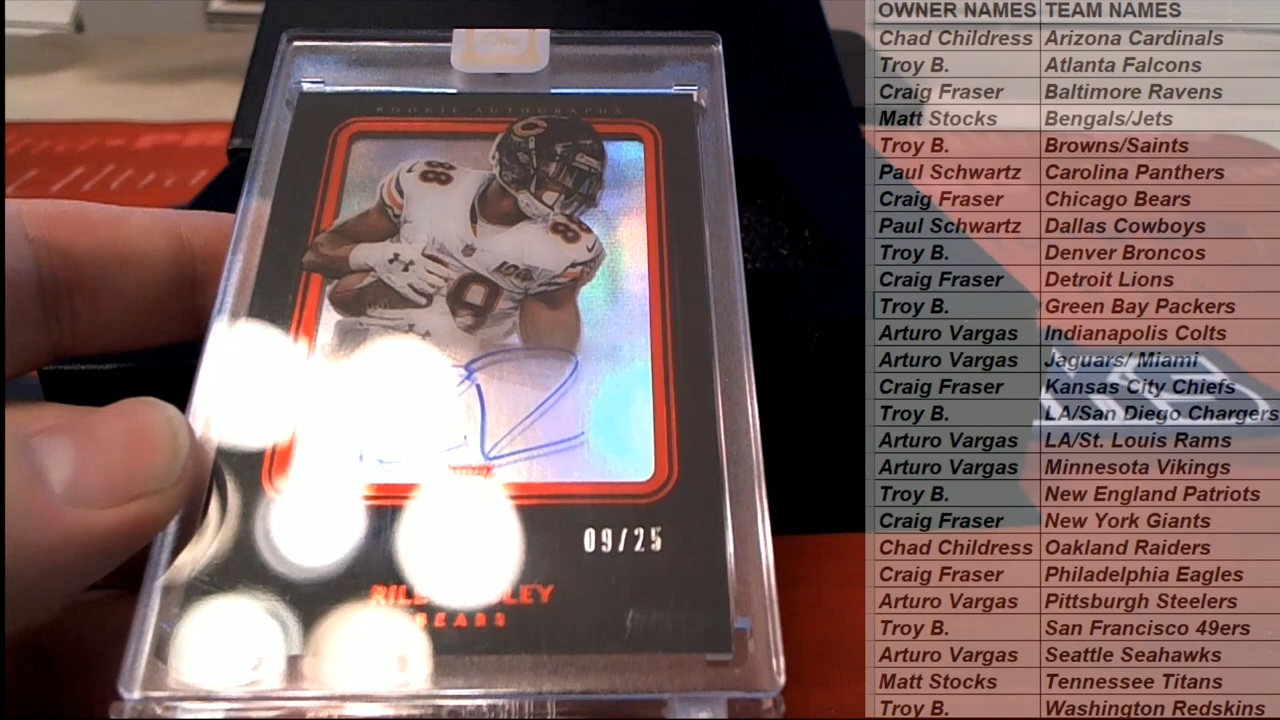 ROOKIE AUTOGRAPHS
88
88
8
09/25
BEARS
OWNER NAMES TEAM NAMES
Chad Childress Arizona Cardinals
Troy B. Atlanta Falcons
Craig Fraser Baltimore Ravens
Matt Stocks Bengals/Jets
Troy B. Browns/Saints
Paul Schwartz Carolina Panthers
Craig Fraser Chicago Bears
Paul Schwartz Dallas Cowboys
Troy B. Denver Broncos
Craig Fraser Detroit Lions
Troy B. Green Bay Packers
Arturo Vargas Indianapolis Colts
Arturo Vargas Jaguars/ Miami
Craig Fraser Kansas City Chiefs
Troy B. LA/San Diego Chargers
Arturo Vargas LA/St. Louis Rams
Arturo Vargas Minnesota Vikings
Troy B. New England Patriots
Craig Fraser New York Giants
Chad Childress Oakland Raiders
Craig Fraser Philadelphia Eagles
Arturo Vargas Pittsburgh Steelers
Troy B. San Francisco 49ers
Arturo Vargas Seattle Seahawks
Matt Stocks Tennessee Titans
Troy B. Washington Redskins